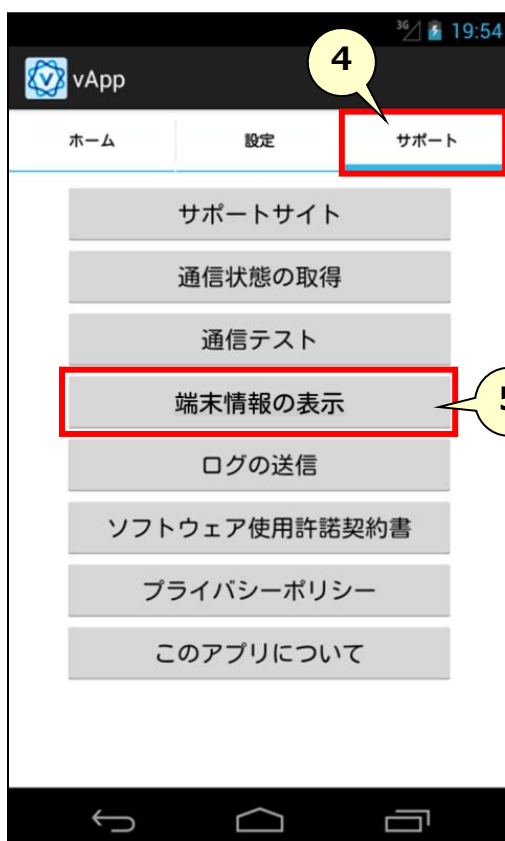 3G 19:54
4
vApp
ホーム 設定 サポート
サポートサイト
通信状態の取得
通信テスト
端末情報の表示
5
ログの送信
ソフトウェア使用許諾契約書
プライバシーポリシー
このアプリについて